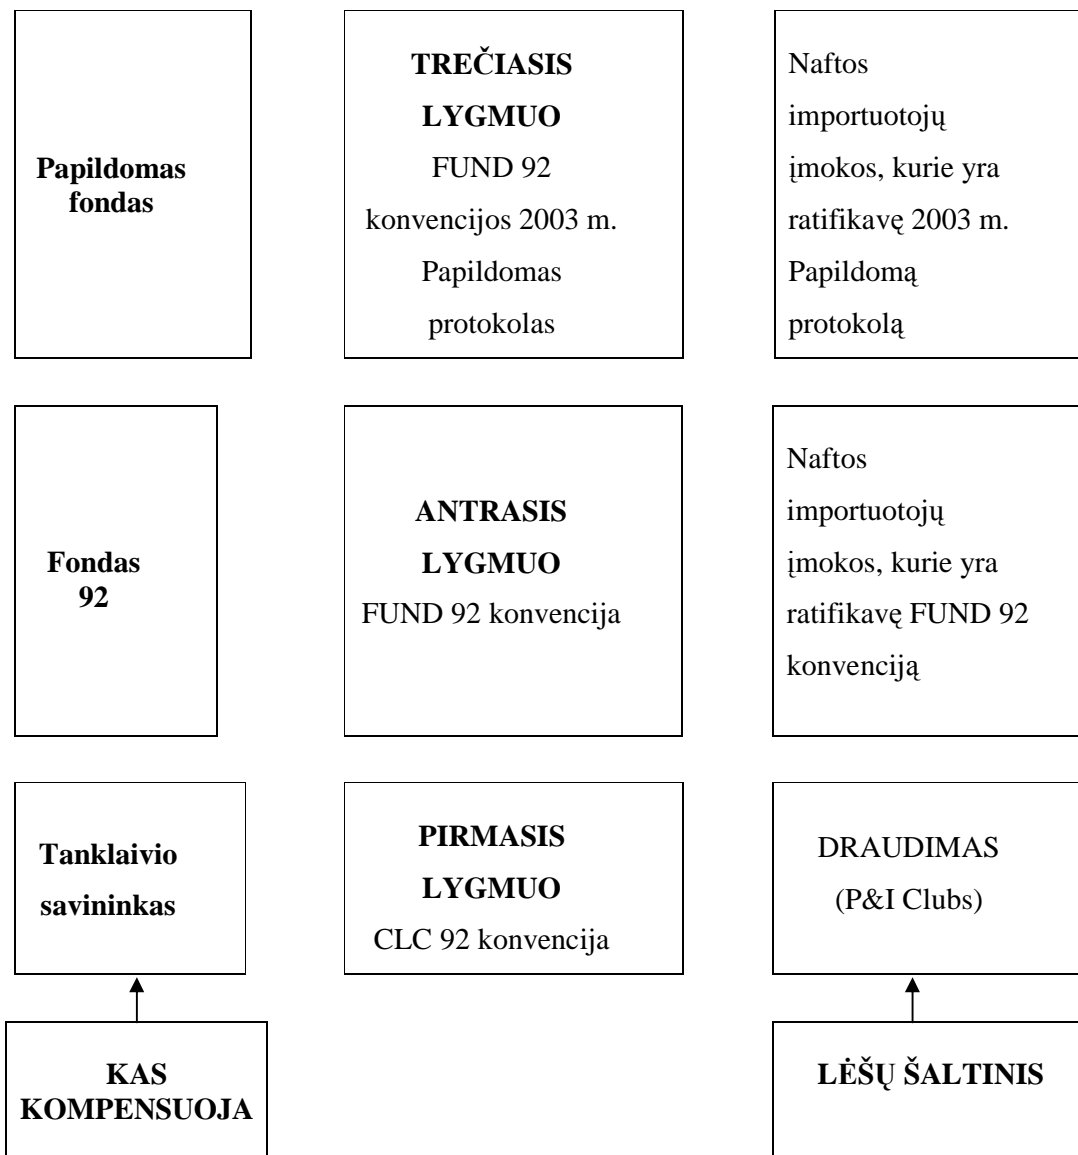 Papildomas
fondas
TREČIASIS
LYGMUO
FUND 92
konvencijos 2003 m.
Papildomas
protokolas
Naftos
importuotojų
įmokos, kurie yra
ratifikavę 2003 m.
Papildomą
protokolą
Fondas
92
ANTRASIS
LYGMUO
FUND 92 konvencija
Naftos
importuotojų
įmokos, kurie yra
ratifikavę FUND 92
konvenciją
Tanklaivio
savininkas
PIRMASIS
LYGMUO
CLC 92 konvencija
DRAUDIMAS
(P&I Clubs)
KAS
KOMPENSUOJA
LĖŠŲ ŠALTINIS